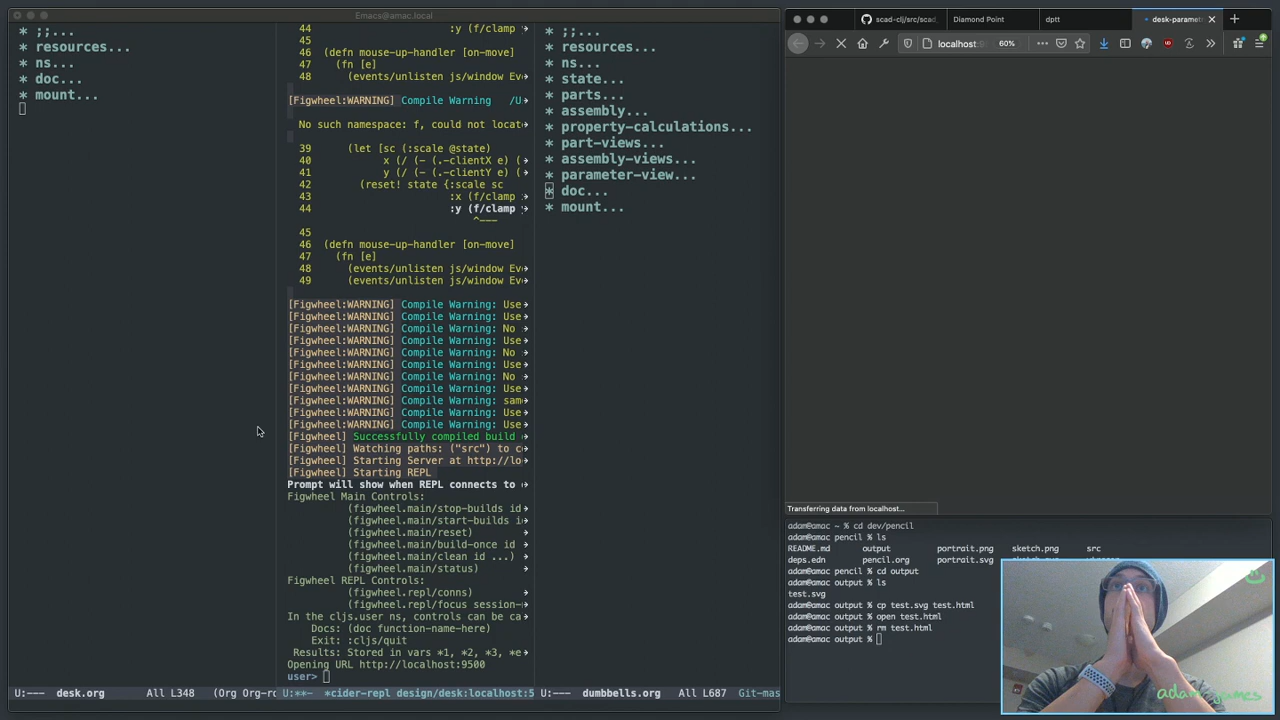 Emacs@amac.local
* ;;...
* resources...
* ns...
* doc...
* mount...
44 :y (f/clamp
45
46 (defn mouse-up-handler [on-move]
47 (fn [e]
48 (events/unlisten js/window Ev
[Figwheel:WARNING] Compile Warning /U
No such namespace: f, could not locat
39 (let [sc (:scale @state)
40 x (/ (- (.-clientX e) (
41 y (/ (- (.-clientY e) (
42 (reset! state {:scale sc
43 :x (f/clamp
44 :y (f/clamp
^---
45
46 (defn mouse-up-handler [on-move]
47 (fn [e]
48 (events/unlisten js/window Ev
49 (events/unlisten js/window Ev
[Figwheel:WARNING] Compile Warning: Use
[Figwheel:WARNING] Compile Warning: Use
[Figwheel:WARNING] Compile Warning: No
[Figwheel:WARNING] Compile Warning: Use
[Figwheel:WARNING] Compile Warning: No
[Figwheel:WARNING] Compile Warning: Use
[Figwheel:WARNING] Compile Warning: No
[Figwheel:WARNING] Compile Warning: Use
[Figwheel:WARNING] Compile Warning: sam
[Figwheel:WARNING] Compile Warning: Use
[Figwheel:WARNING] Compile Warning: Use
[Figwheel] Successfully compiled build
[Figwheel] Watching paths: ("src") to c
[Figwheel] Starting Server at http://lo
[Figwheel] Starting REPL
Prompt will show when REPL connects to
Figwheel Main Controls:
(figwheel.main/stop-builds id
(figwheel.main/start-builds id
(figwheel.main/reset)
(figwheel.main/build-once id
(figwheel.main/clean id ...)
(figwheel.main/status)
Figwheel REPL Controls:
(figwheel.repl/conns)
(figwheel.repl/focus session-
In the cljs.user ns, controls can be ca
Docs: (doc function-name-here)
Exit: :cljs/quit
Results: Stored in vars *1, *2, *3, *e
Opening URL http://localhost:9500
user>
* ;;...
* resources...
* ns...
* state...
* parts...
* assembly...
* property-calculations...
* part-views...
* assembly-views...
* parameter-view...
* doc...
* mount...
U:--- desk.org All L348 (Org Org-ro
U:**- *cider-repl design/desk:localhost:5
U:--- dumbbells.org All L687 Git-mas
scad-clj/src/scad_
Diamond Point
dptt
desk-paramet
localhost:9
60%
Transferring data from localhost...
adam@amac ~ % cd dev/pencil
adam@amac pencil % ls
README.md output portrait.png sketch.png src
deps.edn pencil.org portrait.svg
adam@amac pencil % cd output
adam@amac output % ls
test.svg
adam@amac output % cp test.svg test.html
adam@amac output % open test.html
adam@amac output % rm test.html
adam@amac output %
adam james